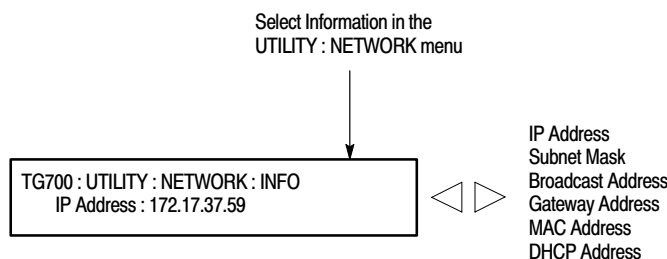 Select Information in the
UTILITY : NETWORK menu
TG700 : UTILITY : NETWORK : INFO
IP Address : 172.17.37.59
IP Address
Subnet Mask
Broadcast Address
Gateway Address
MAC Address
DHCP Address